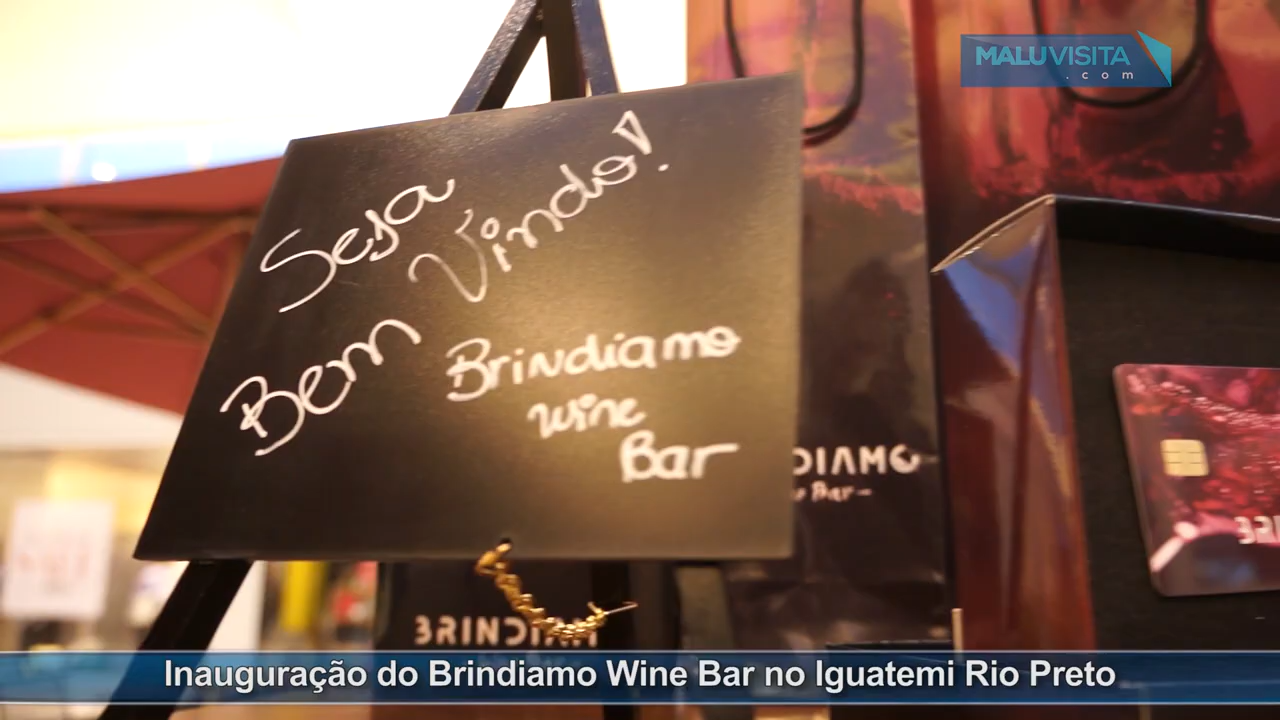 MALUVISITA
.com
Seja
Bem Vindo!
Brindiamo
Wine
Bar
DIAMO
Bar-
BRINDIAM
BRI
Inauguração do Brindiamo Wine Bar no Iguatemi Rio Preto